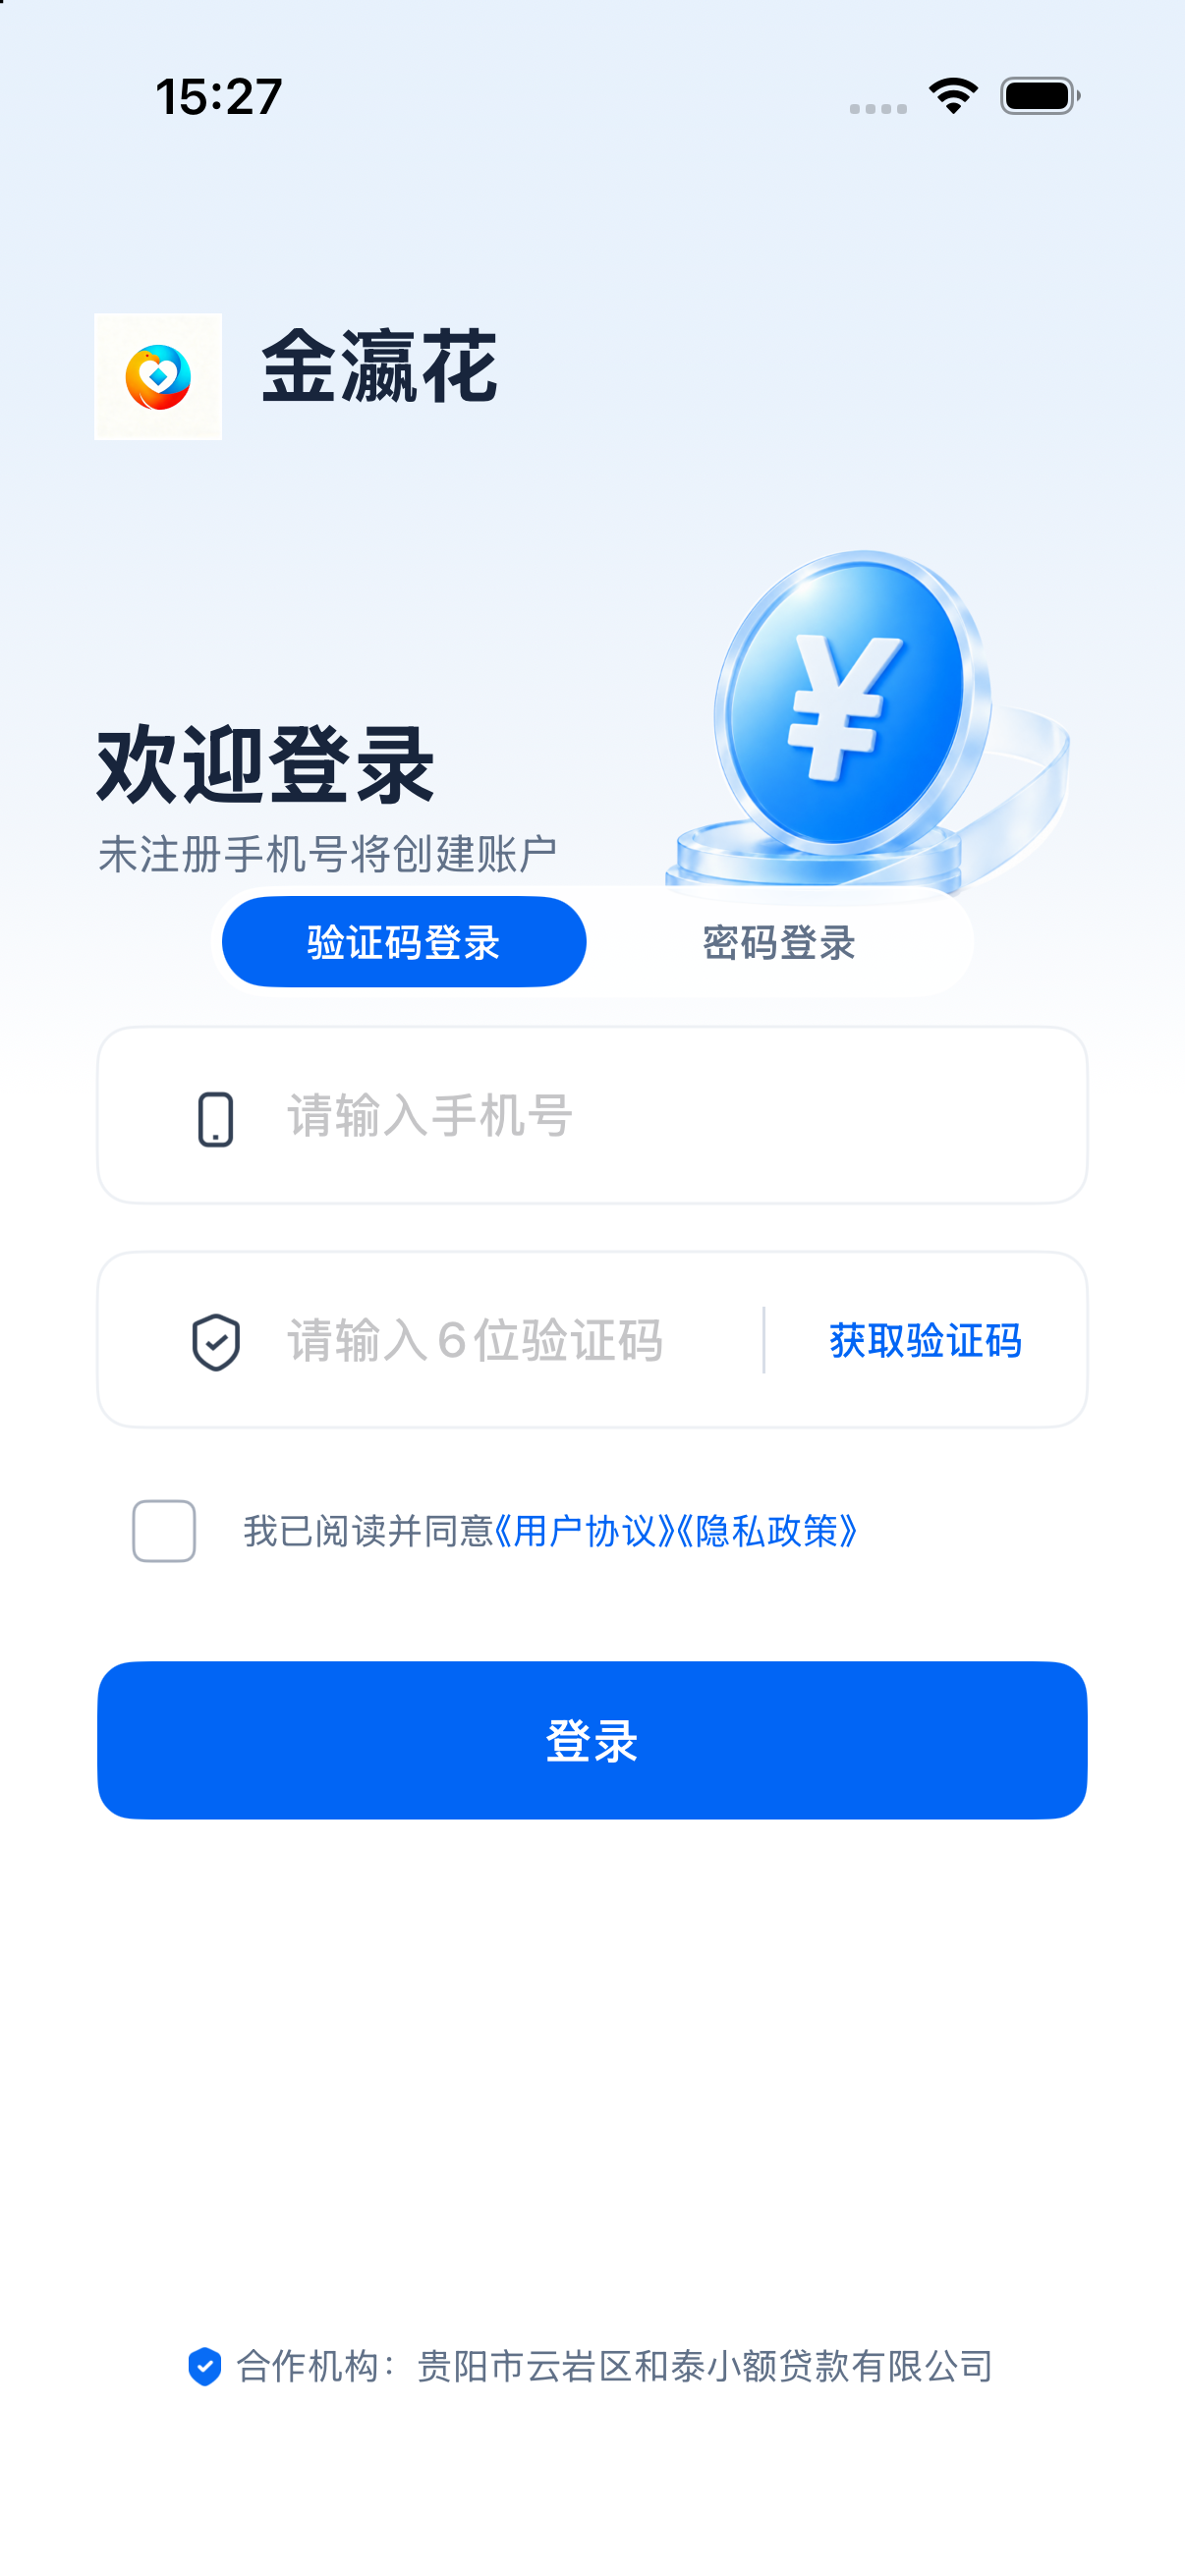 15:27
金瀛花
¥
欢迎登录
未注册手机号将创建账户
验证码登录 密码登录
请输入手机号
请输入6位验证码 获取验证码
我已阅读并同意《用户协议》《隐私政策》
登录
合作机构：贵阳市云岩区和泰小额贷款有限公司